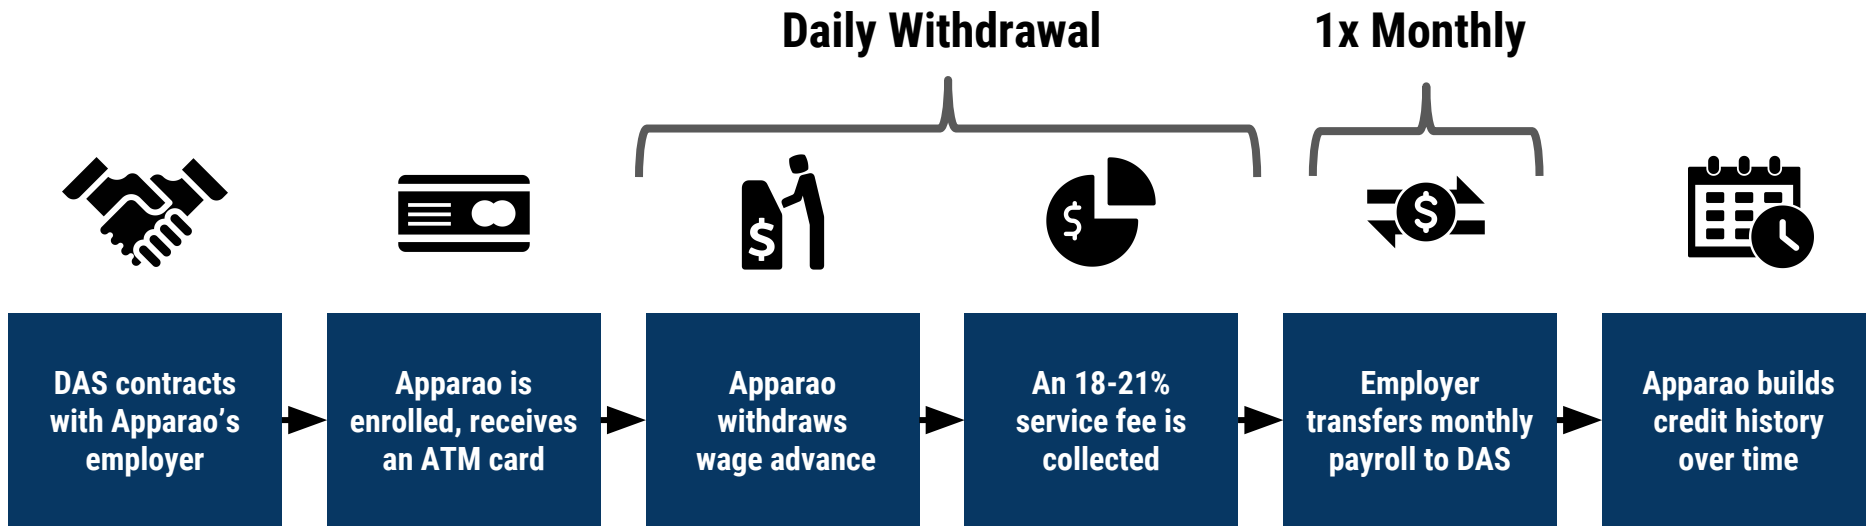 Daily Withdrawal
1x Monthly
$
$
$
DAS contracts
with Apparao’s
employer
Apparao is
enrolled, receives
an ATM card
Apparao
withdraws
wage advance
An 18-21%
service fee is
collected
Employer
transfers monthly
payroll to DAS
Apparao builds
credit history
over time